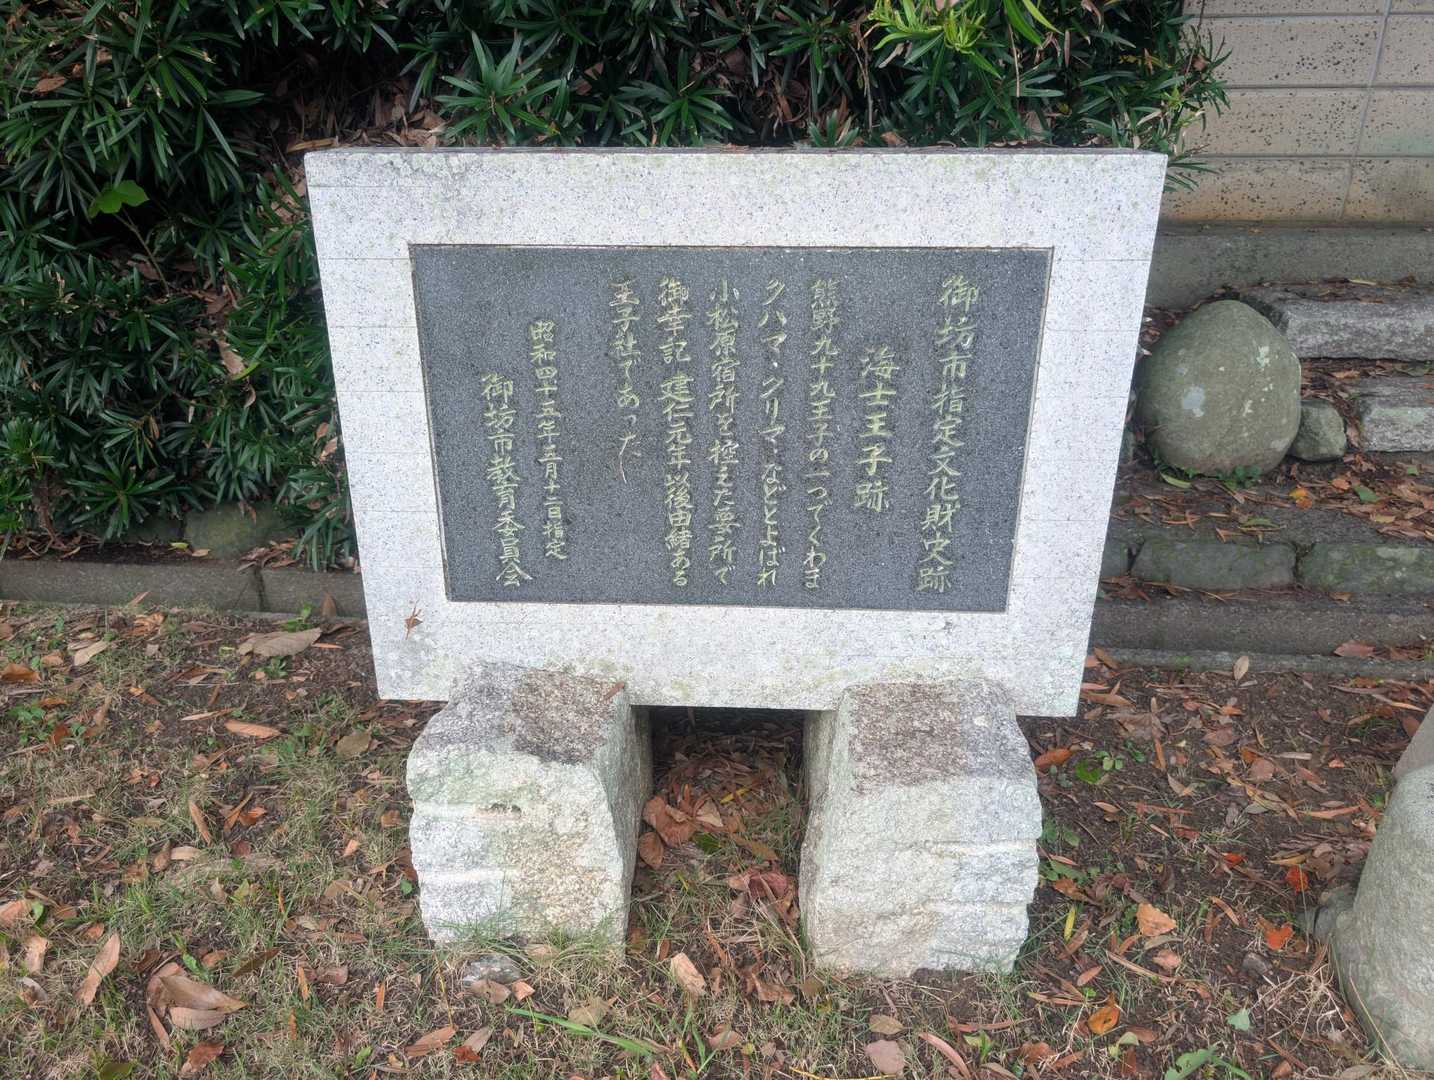 御坊市指定文化財史跡
海士王子跡
熊野九十九王子の一つでくわま
クハマ・クリマ・などとよばれ
小松原宿所を控えた要所で
御幸記 建仁元年以後由緒ある
王子社であった
昭和四十五年五月十二日指定
御坊市教育委員会